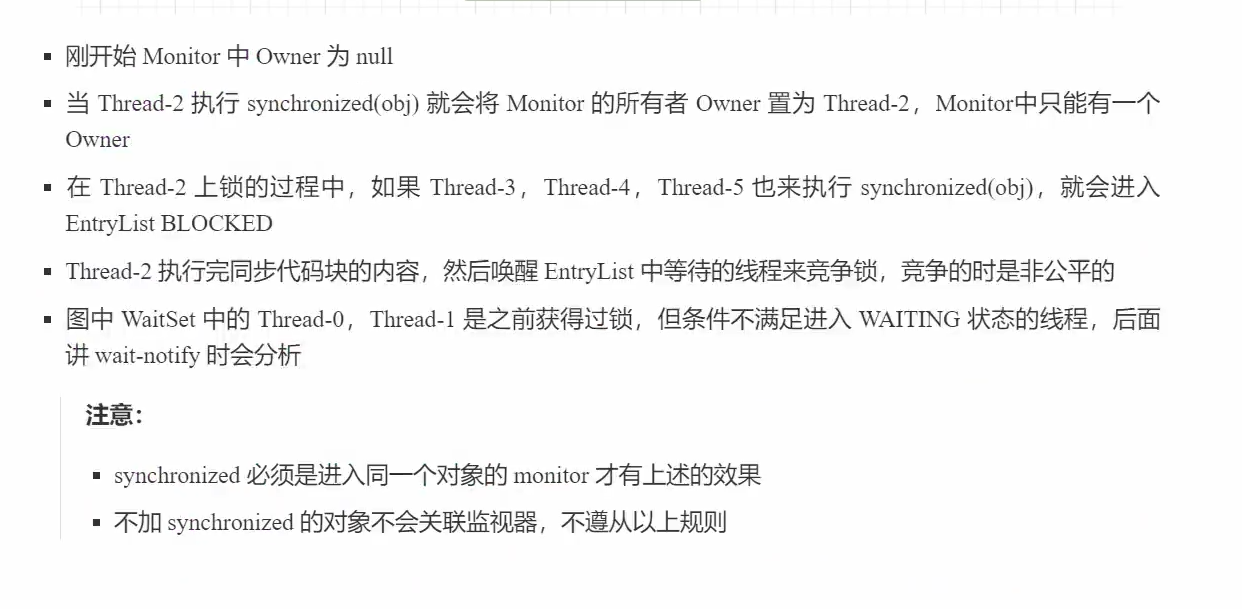 刚开始 Monitor 中 Owner 为 null
当 Thread-2 执行 synchronized(obj) 就会将 Monitor 的所有者 Owner 置为 Thread-2，Monitor中只能有一个
Owner
在 Thread-2 上锁的过程中，如果 Thread-3，Thread-4，Thread-5 也来执行 synchronized(obj)，就会进入
EntryList BLOCKED
Thread-2 执行完同步代码块的内容，然后唤醒 EntryList 中等待的线程来竞争锁，竞争的时是非公平的
图中 WaitSet 中的 Thread-0，Thread-1 是之前获得过锁，但条件不满足进入 WAITING 状态的线程，后面
讲 wait-notify 时会分析
注意：
synchronized 必须是进入同一个对象的 monitor 才有上述的效果
不加 synchronized 的对象不会关联监视器，不遵从以上规则